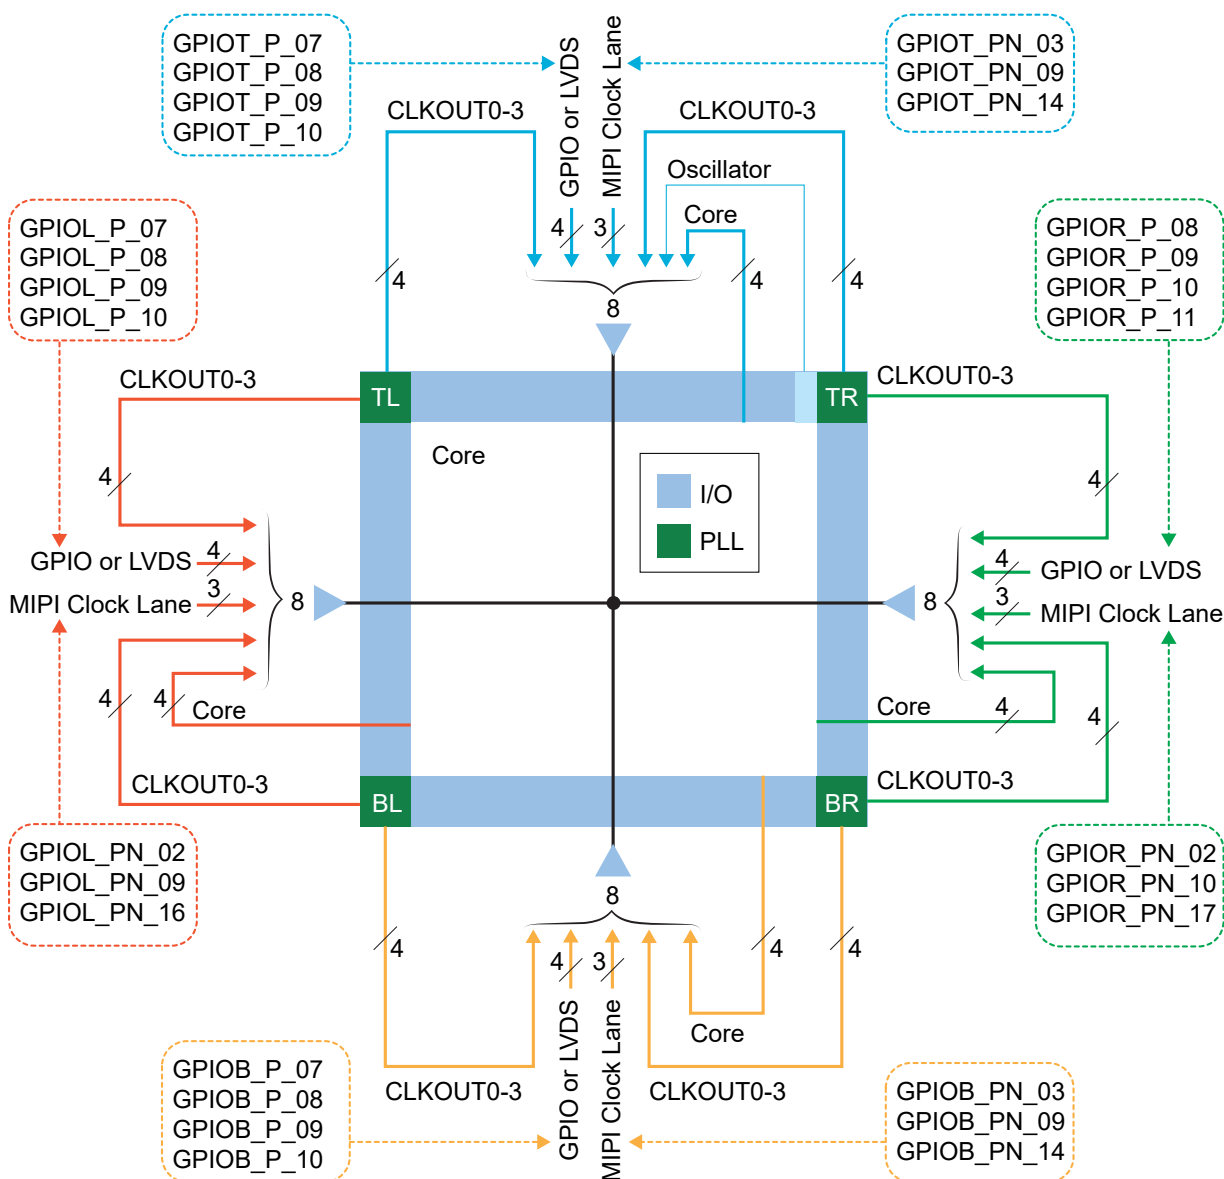 GPIOT_P_07
GPIOT_P_08
GPIOT_P_09
GPIOT_P_10
GPIO or LVDS
MIPI Clock Lane
GPIOT_PN_03
GPIOT_PN_09
GPIOT_PN_14
CLKOUT0-3
CLKOUT0-3
Oscillator
Core
4
3
4
4
4
8
GPIOL_P_07
GPIOL_P_08
GPIOL_P_09
GPIOL_P_10
GPIOR_P_08
GPIOR_P_09
GPIOR_P_10
GPIOR_P_11
CLKOUT0-3
TL
TR
CLKOUT0-3
Core
I/O
PLL
4
4
GPIO or LVDS
4
MIPI Clock Lane
3
8
8
4
GPIO or LVDS
3
MIPI Clock Lane
4
4
Core
Core
4
4
CLKOUT0-3
BL
BR
CLKOUT0-3
GPIOL_PN_02
GPIOL_PN_09
GPIOL_PN_16
GPIOR_PN_02
GPIOR_PN_10
GPIOR_PN_17
8
4
4
3
4
4
Core
CLKOUT0-3
GPIO or LVDS
MIPI Clock Lane
CLKOUT0-3
GPIOB_P_07
GPIOB_P_08
GPIOB_P_09
GPIOB_P_10
GPIOB_PN_03
GPIOB_PN_09
GPIOB_PN_14